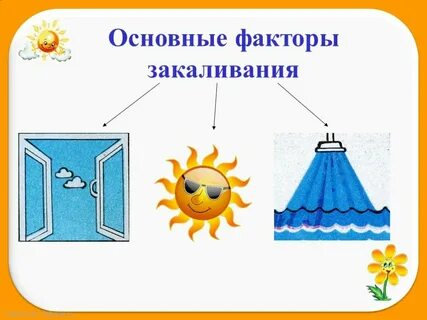 Основные факторы
закаливания